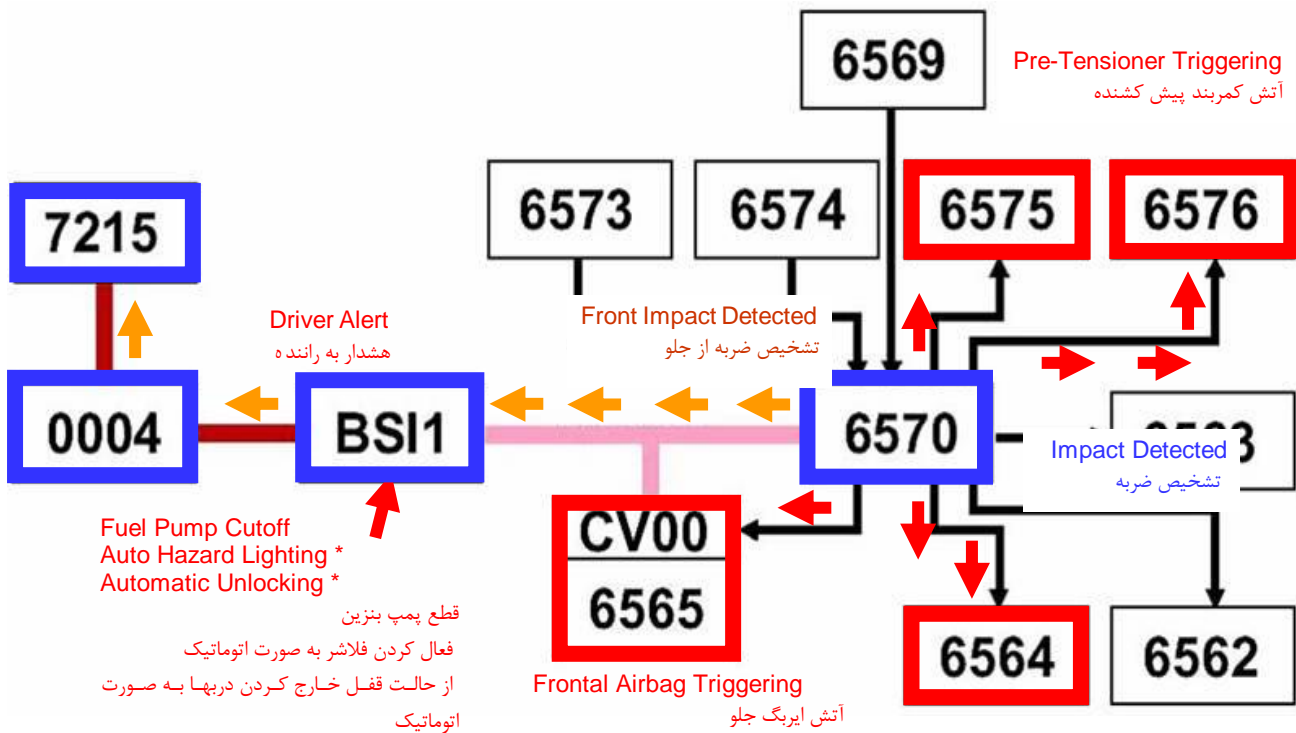 6569
Pre-Tensioner Triggering
آتش کمربند پیش کشنده
7215
6573
6574
6575
6576
Driver Alert
هشدار به راننده
Front Impact Detected
تشخیص ضربه از جلو
0004
BSI1
6570
Impact Detected
تشخیص ضربه
3
Fuel Pump Cutoff
Auto Hazard Lighting *
Automatic Unlocking *
قطع پمپ بنزین
فعال کردن فلاشر به صورت اتوماتیک
از حالت قفل خارج کردن دربها به صورت
اتوماتیک
CV00
6565
Frontal Airbag Triggering
آتش ایربگ جلو
6564
6562